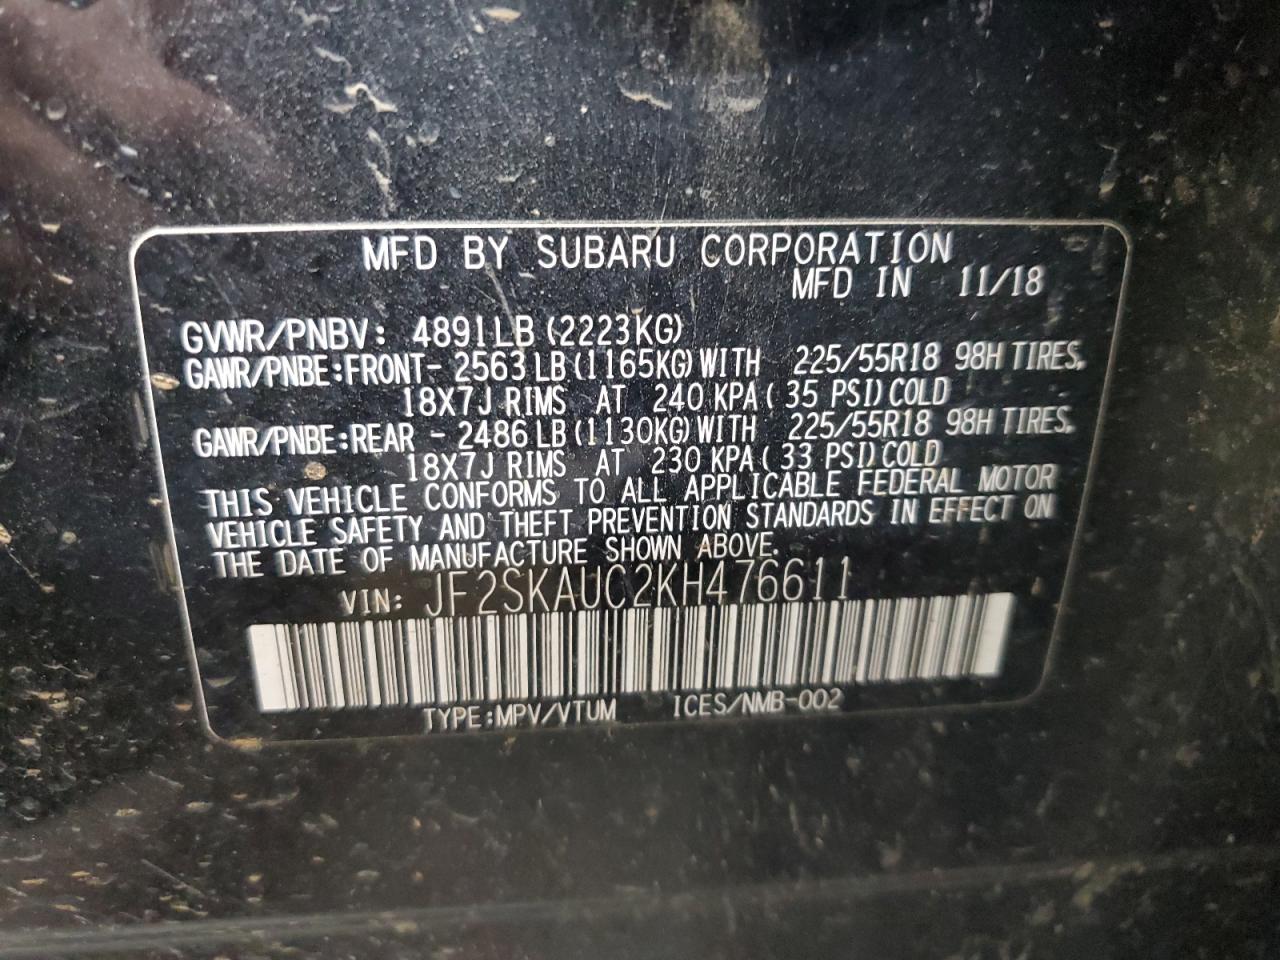 MFD BY SUBARU CORPORATION
MFD IN 11/18
GVWR/PNBV: 4891LB (2223KG)
GAWR/PNBE:FRONT- 2563 LB (1165KG) WITH 225/55R18 98H TIRES,
18X7J RIMS AT 240 KPA ( 35 PSI) COLD
GAWR/PNBE:REAR - 2486 LB (1130KG) WITH 225/55R18 98H TIRES,
18X7J RIMS AT 230 KPA ( 33 PSI) COLD
THIS VEHICLE CONFORMS TO ALL APPLICABLE FEDERAL MOTOR
VEHICLE SAFETY AND THEFT PREVENTION STANDARDS IN EFFECT ON
THE DATE OF MANUFACTURE SHOWN ABOVE.
VIN: JF2SKAUC2KH476611
TYPE:MPV/VTUM ICES/NMB-002